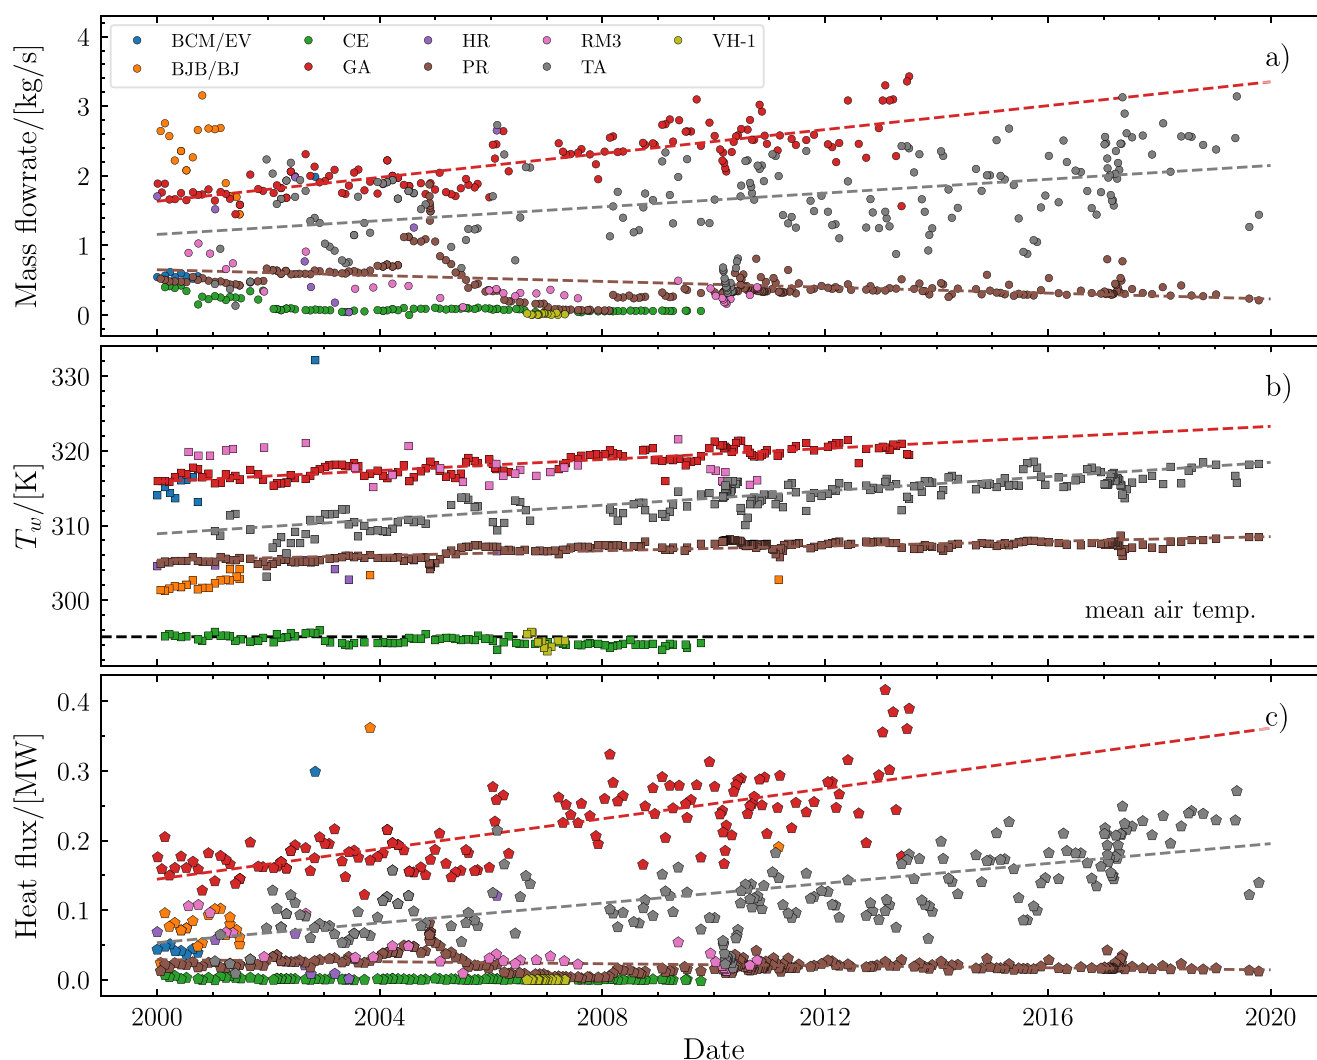 4
3
2
1
0
Mass flowrate/[kg/s]
BCM/EV
CE
HR
RM3
VH-1
BJB/BJ
GA
PR
TA
a)
330
320
310
300
T_w/[K]
b)
mean air temp.
0.4
0.3
0.2
0.1
0.0
Heat flux/[MW]
c)
2000 2004 2008 2012 2016 2020
Date